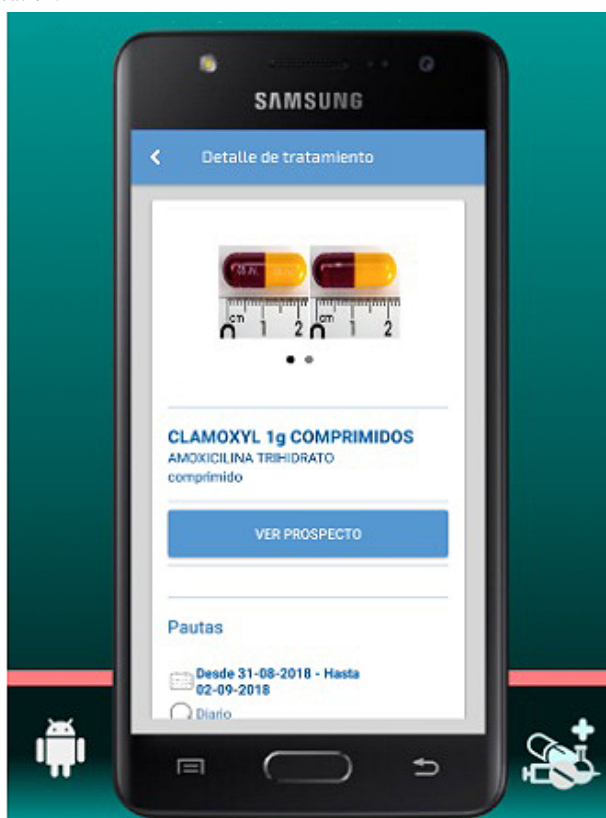 SAMSUNG
Detalle de tratamiento
cm 1 2 cm 1 2
CLAMOXYL 1g COMPRIMIDOS
AMOXICILINA TRIHIDRATO
comprimido
VER PROSPECTO
Pautas
Desde 31-08-2018 - Hasta
02-09-2018
Diario